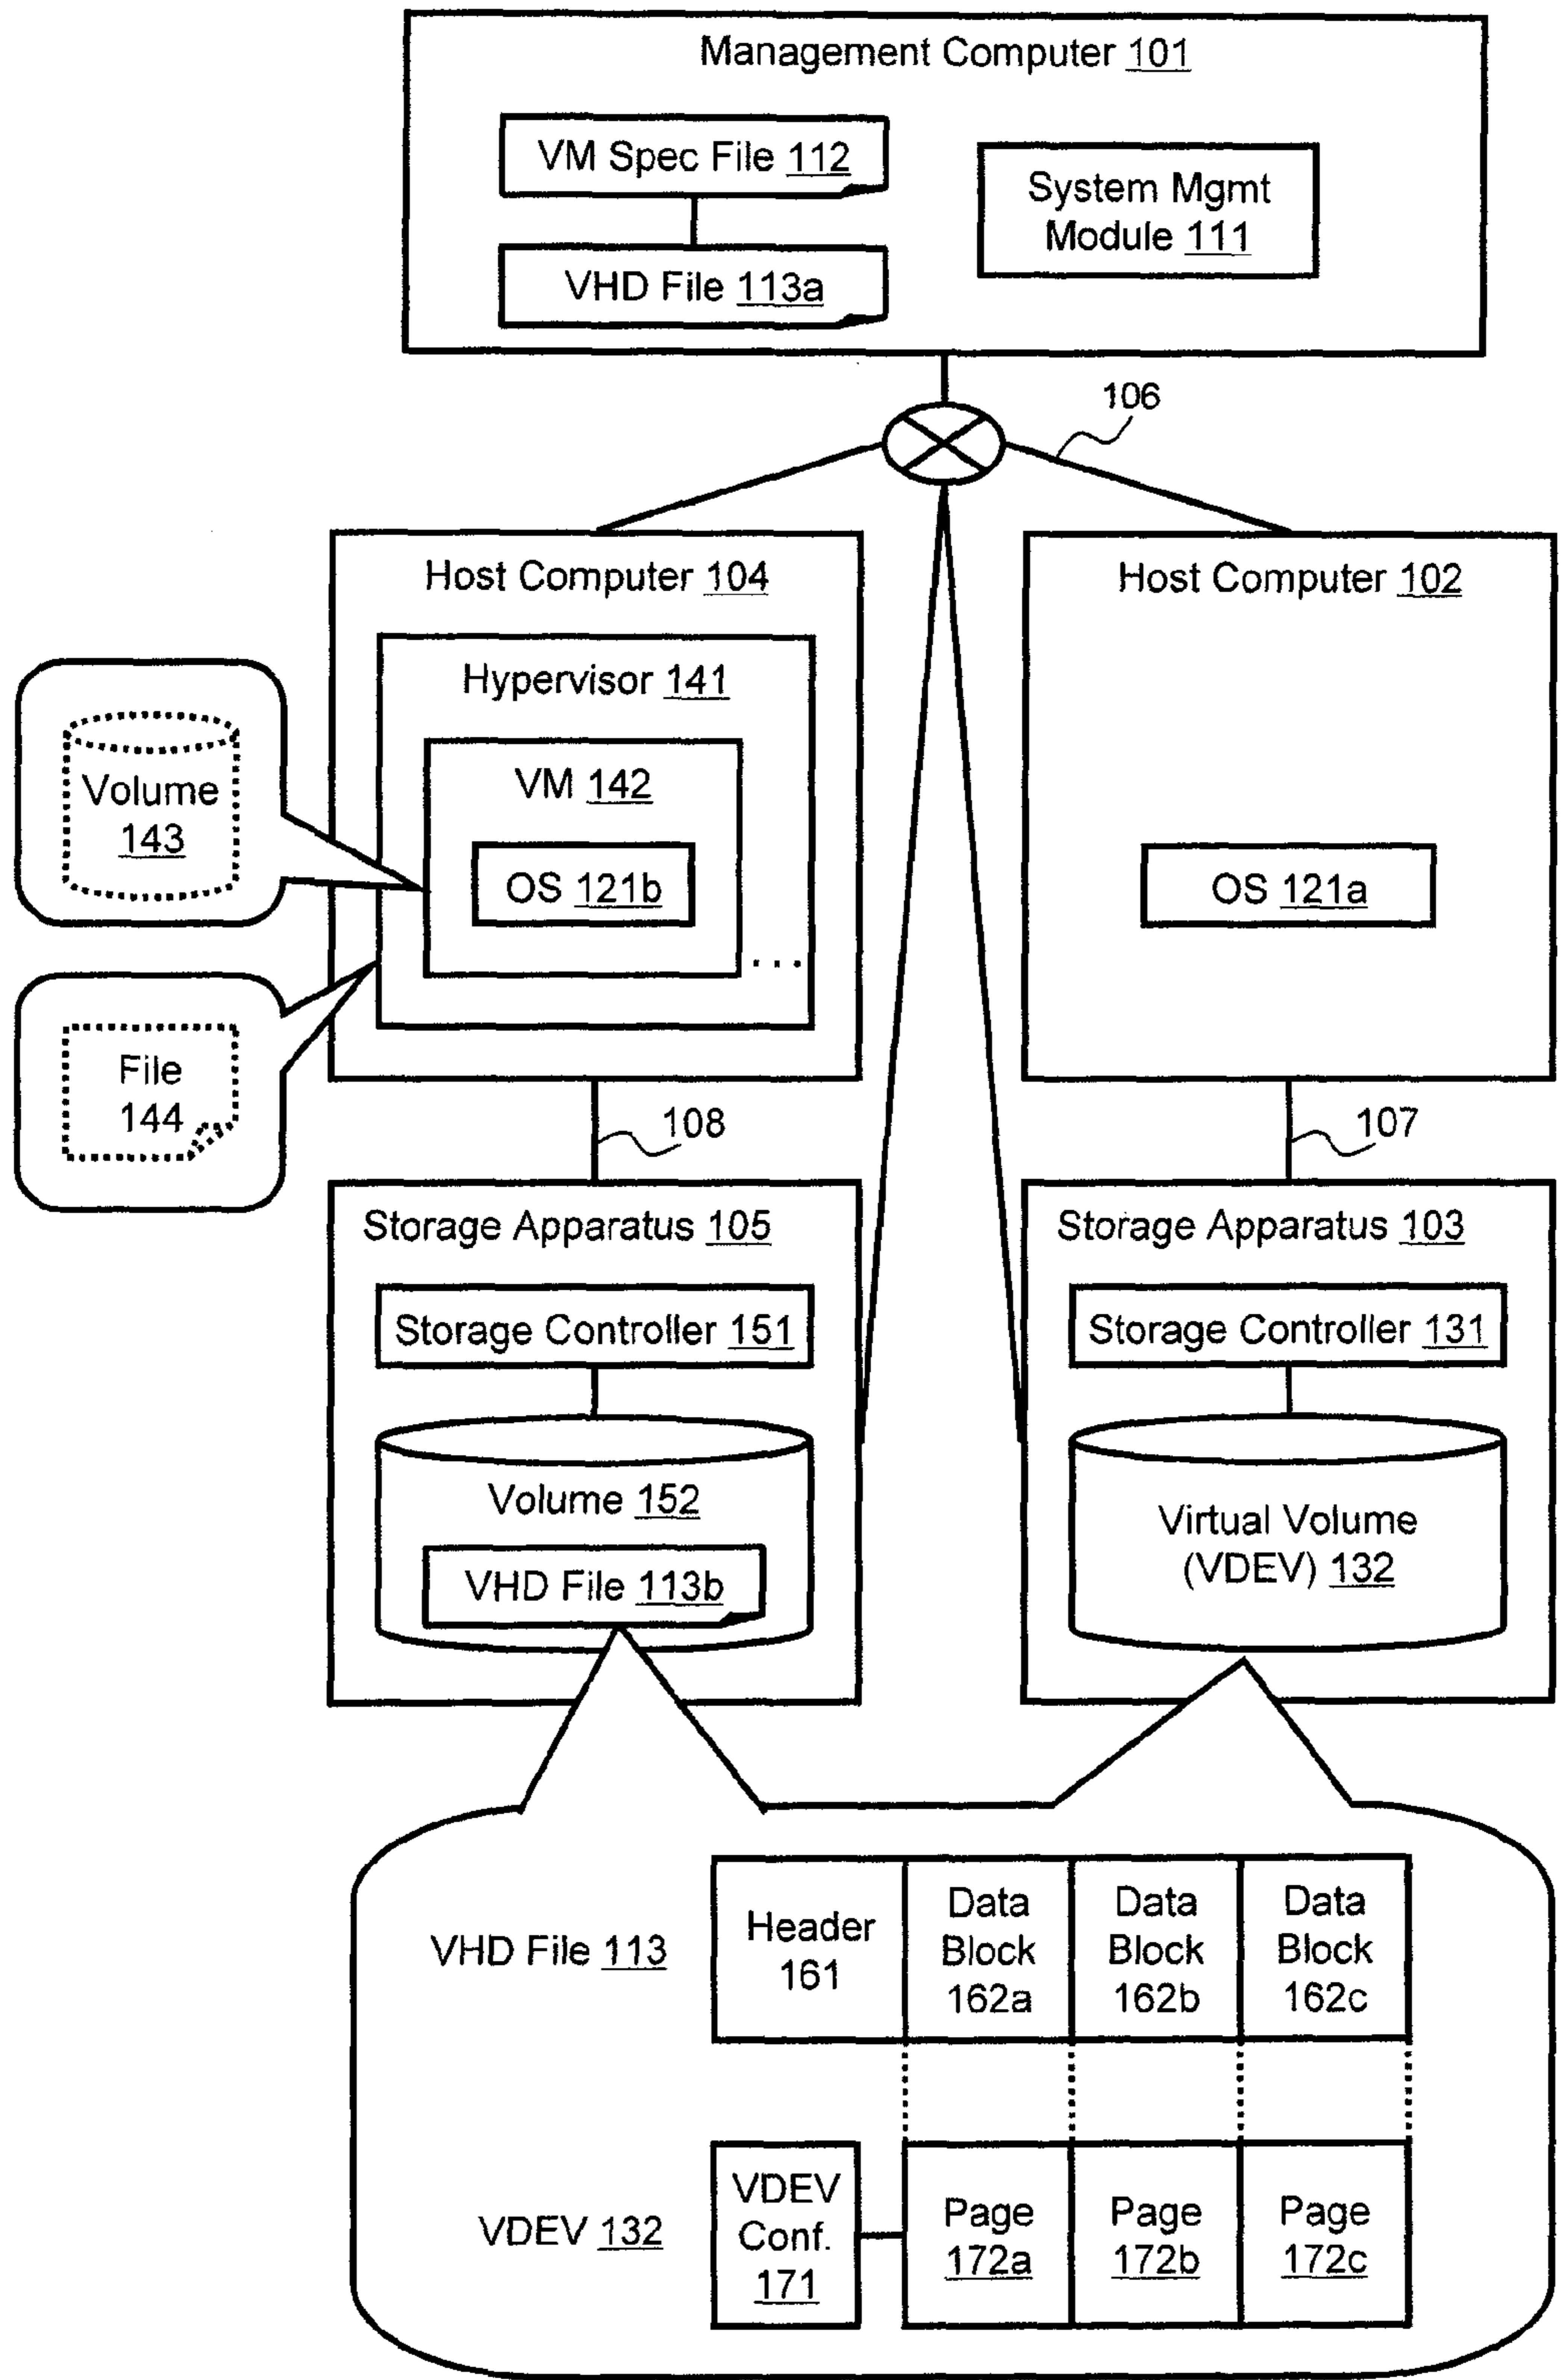 Management Computer 101
VM Spec File 112
System Mgmt
Module 111
VHD File 113a
106
Host Computer 104
Host Computer 102
Hypervisor 141
VM 142
Volume
143
OS 121b
OS 121a
...
File
144
108
107
Storage Apparatus 105
Storage Apparatus 103
Storage Controller 151
Storage Controller 131
Volume 152
VHD File 113b
Virtual Volume
(VDEV) 132
VHD File 113
Header
161
Data
Block
162a
Data
Block
162b
Data
Block
162c
VDEV 132
VDEV
Conf.
171
Page
172a
Page
172b
Page
172c